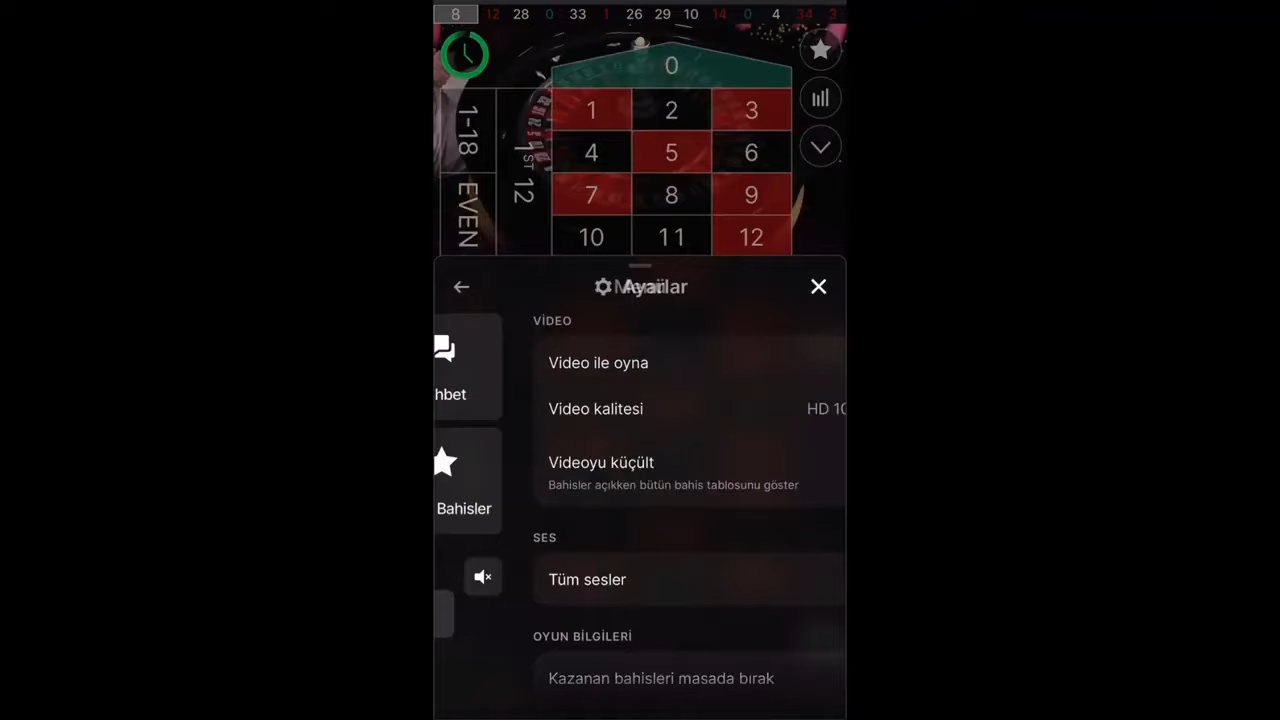 8 12 28 0 33 1 26 29 10 14 0 4 34 3
0
1 2 3
4 5 6
7 8 9
10 11 12
1-18
EVEN
1ST 12
Ayarlar
VİDEO
Video ile oyna
Video kalitesi HD 10
Videoyu küçült
Bahisler açıkken bütün bahis tablosunu göster
hbet
Bahisler
SES
Tüm sesler
OYUN BİLGİLERİ
Kazanan bahisleri masada bırak